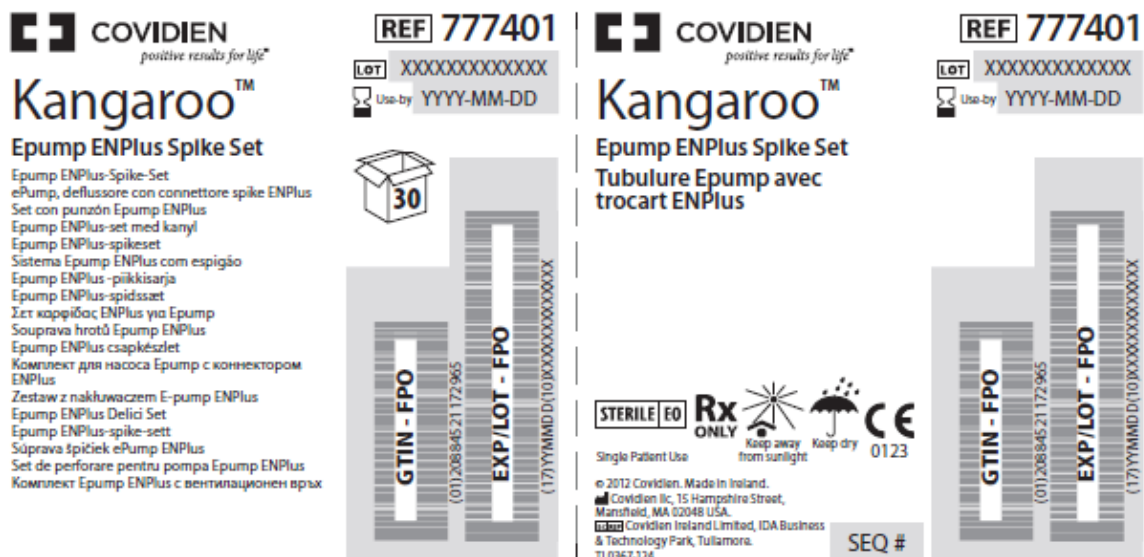 COVIDIEN
positive results for life™
REF 777401
LOT XXXXXXXXXXXXX
Use-by YYYY-MM-DD
Kangaroo™
Epump ENPlus Spike Set
Epump ENPlus-Spike-Set
ePump, deflussore con connettore spike ENPlus
Set con punzón Epump ENPlus
Epump ENPlus-set med kanyl
Epump ENPlus-spikeset
Sistema Epump ENPlus com espigão
Epump ENPlus -piikkisarja
Epump ENPlus-spidssæt
Σετ καρφίδας ENPlus για Epump
Souprava hrotů Epump ENPlus
Epump ENPlus csapkészlet
Комплект для насоса Epump с коннектором
ENPlus
Zestaw z nakłuwaczem E-pump ENPlus
Epump ENPlus Delici Set
Epump ENPlus-spike-sett
Súprava špičiek ePump ENPlus
Set de perforare pentru pompa Epump ENPlus
Комплект Epump ENPlus с вентилационен връх
30
GTIN - FPO
(01)20884521172965
EXP/LOT - FPO
(17)YYMMDD(10)XXXXXXXXXXXXXXXX
COVIDIEN
positive results for life™
REF 777401
LOT XXXXXXXXXXXXX
Use-by YYYY-MM-DD
Kangaroo™
Epump ENPlus Spike Set
Tubulure Epump avec
trocart ENPlus
STERILE EO
Rx
ONLY
Keep away
from sunlight
Keep dry
CE
0123
Single Patient Use
© 2012 Covidien. Made in Ireland.
Covidien llc, 15 Hampshire Street,
Mansfield, MA 02048 USA.
Covidien Ireland Limited, IDA Business
& Technology Park, Tullamore.
SEQ #
GTIN - FPO
(01)20884521172965
EXP/LOT - FPO
(17)YYMMDD(10)XXXXXXXXXXXXXXXX